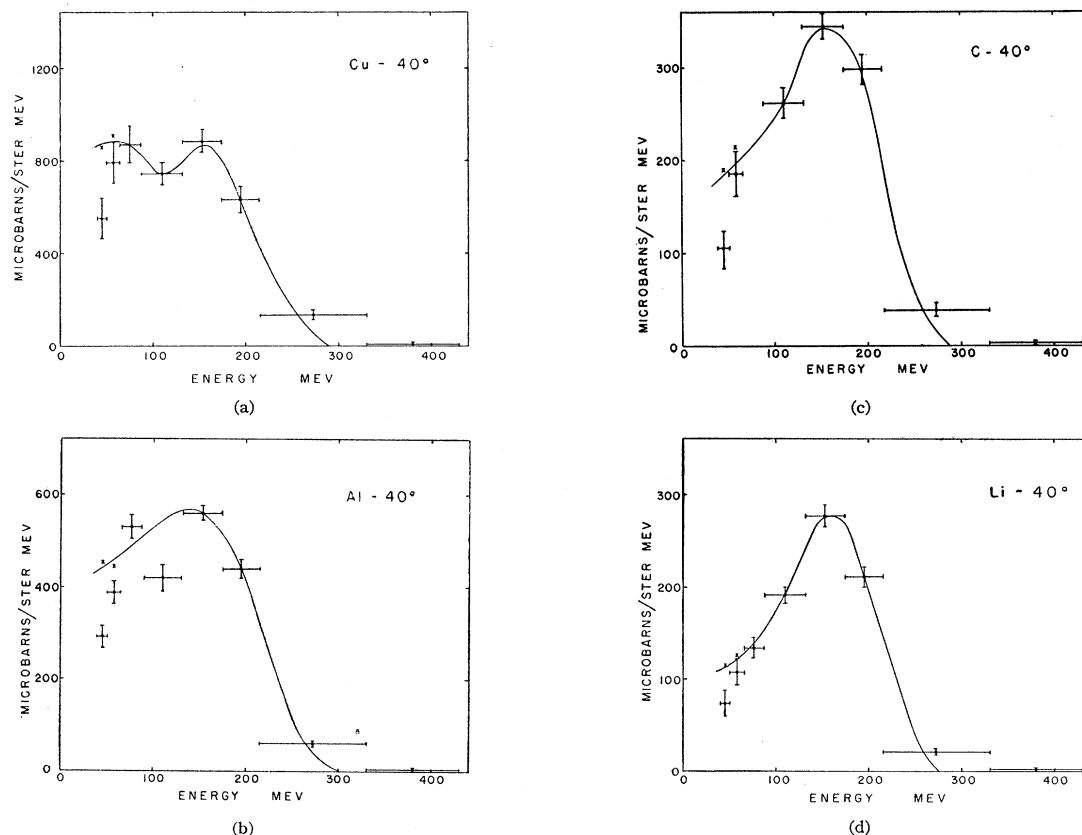 Cu - 40°
1200
800
400
0
0 100 200 300 400
MICROBARNS/STER MEV
ENERGY MEV
(a)
C - 40°
300
200
100
0
0 100 200 300 400
MICROBARNS/STER MEV
ENERGY MEV
(c)
Al - 40°
600
400
200
0
0 100 200 300 400
MICROBARNS/STER MEV
ENERGY MEV
(b)
Li - 40°
300
200
100
0
0 100 200 300 400
MICROBARNS/STER MEV
ENERGY MEV
(d)